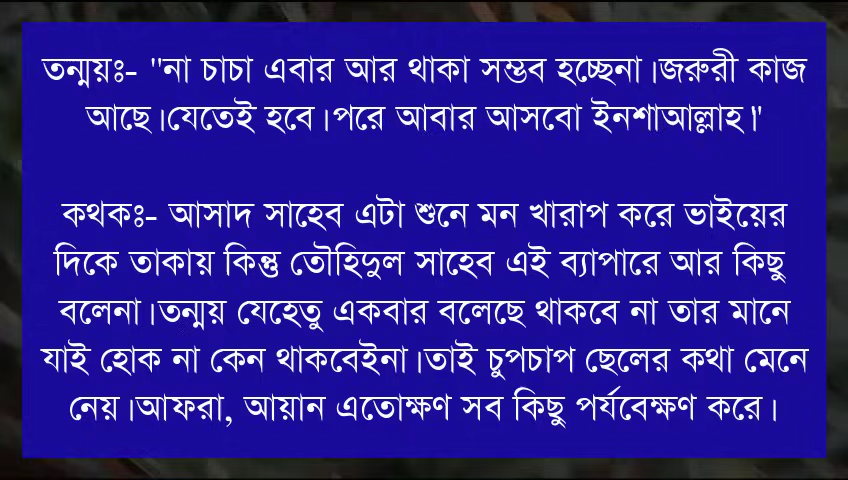 তন্ময়ঃ- "না চাচা এবার আর থাকা সম্ভব হচ্ছেনা।জরুরী কাজ
আছে।যেতেই হবে।পরে আবার আসবো ইনশাআল্লাহ।"
কথকঃ- আসাদ সাহেব এটা শুনে মন খারাপ করে ভাইয়ের
দিকে তাকায় কিন্তু তৌহিদুল সাহেব এই ব্যাপারে আর কিছু
বলেনা।তন্ময় যেহেতু একবার বলেছে থাকবে না তার মানে
যাই হোক না কেন থাকবেইনা।তাই চুপচাপ ছেলের কথা মেনে
নেয়।আফরা, আয়ান এতোক্ষণ সব কিছু পর্যবেক্ষণ করে।